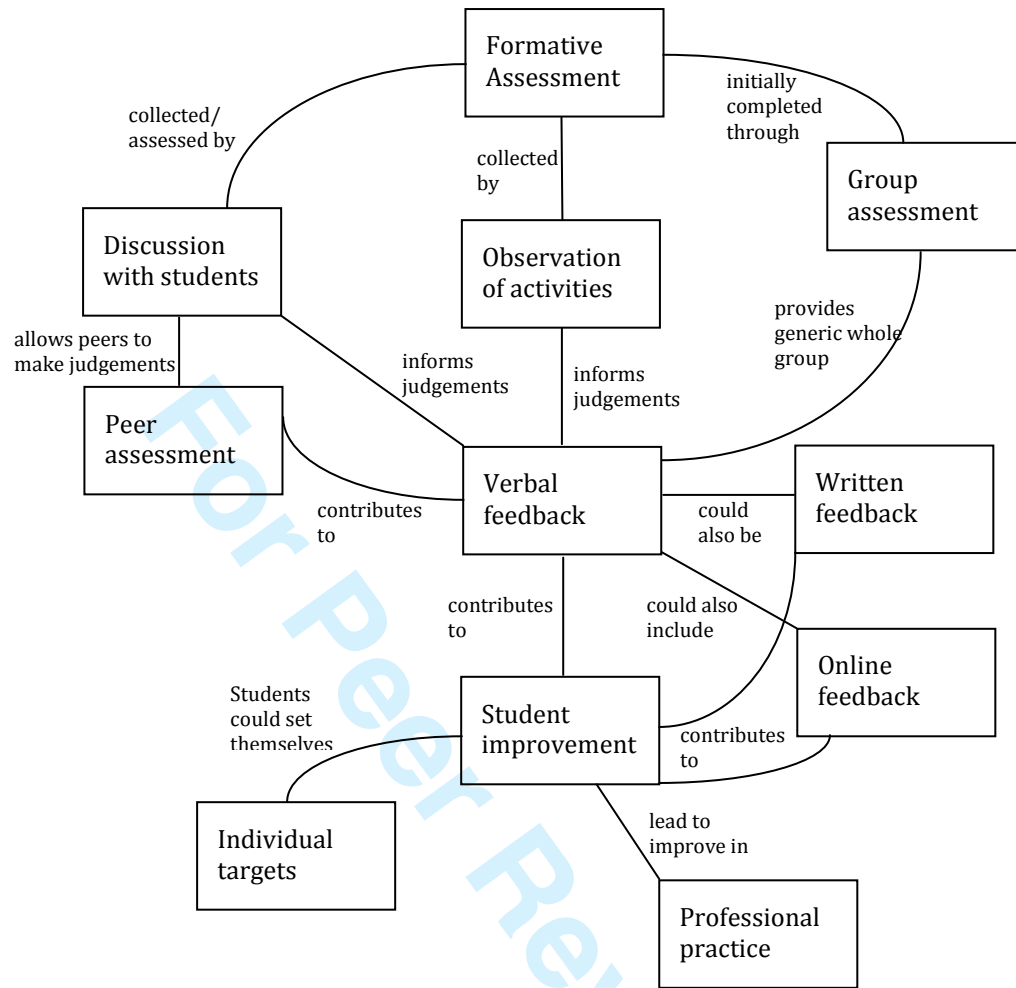 Formative
Assessment
initially
completed
through
collected/
assessed by
collected
by
Group
assessment
Discussion
with students
Observation
of activities
provides
generic whole
group
allows peers to
make judgements
informs
judgements
informs
judgements
Peer
assessment
Verbal
feedback
Written
feedback
contributes
to
could
also be
contributes
to
could also
include
Online
feedback
Students
could set
themselves
Student
improvement
contributes
to
Individual
targets
lead to
improve in
Professional
practice
For Peer Rev